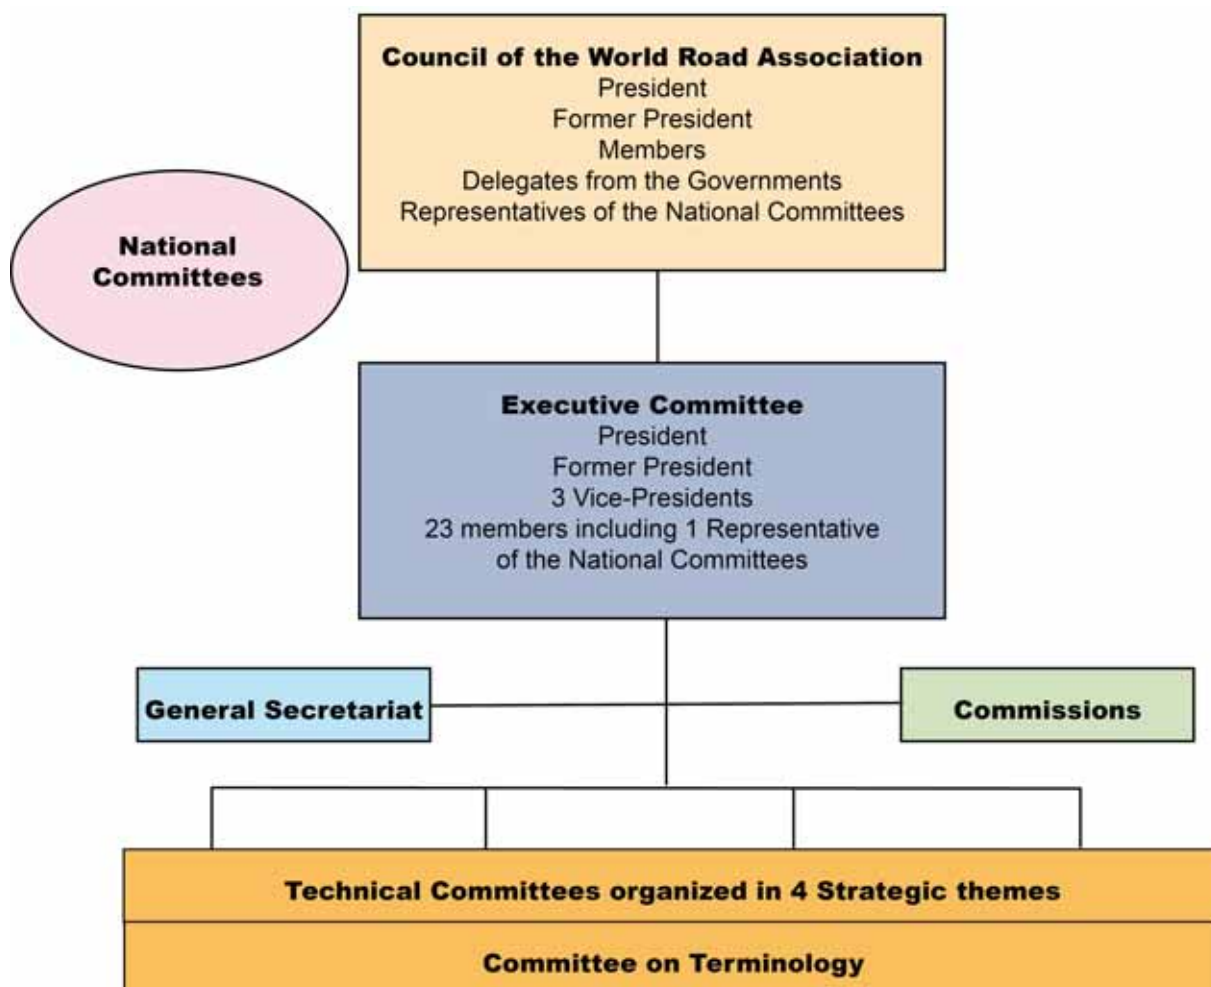 Council of the World Road Association
President
Former President
Members
Delegates from the Governments
Representatives of the National Committees
National
Committees
Executive Committee
President
Former President
3 Vice-Presidents
23 members including 1 Representative
of the National Committees
General Secretariat
Commissions
Technical Committees organized in 4 Strategic themes
Committee on Terminology